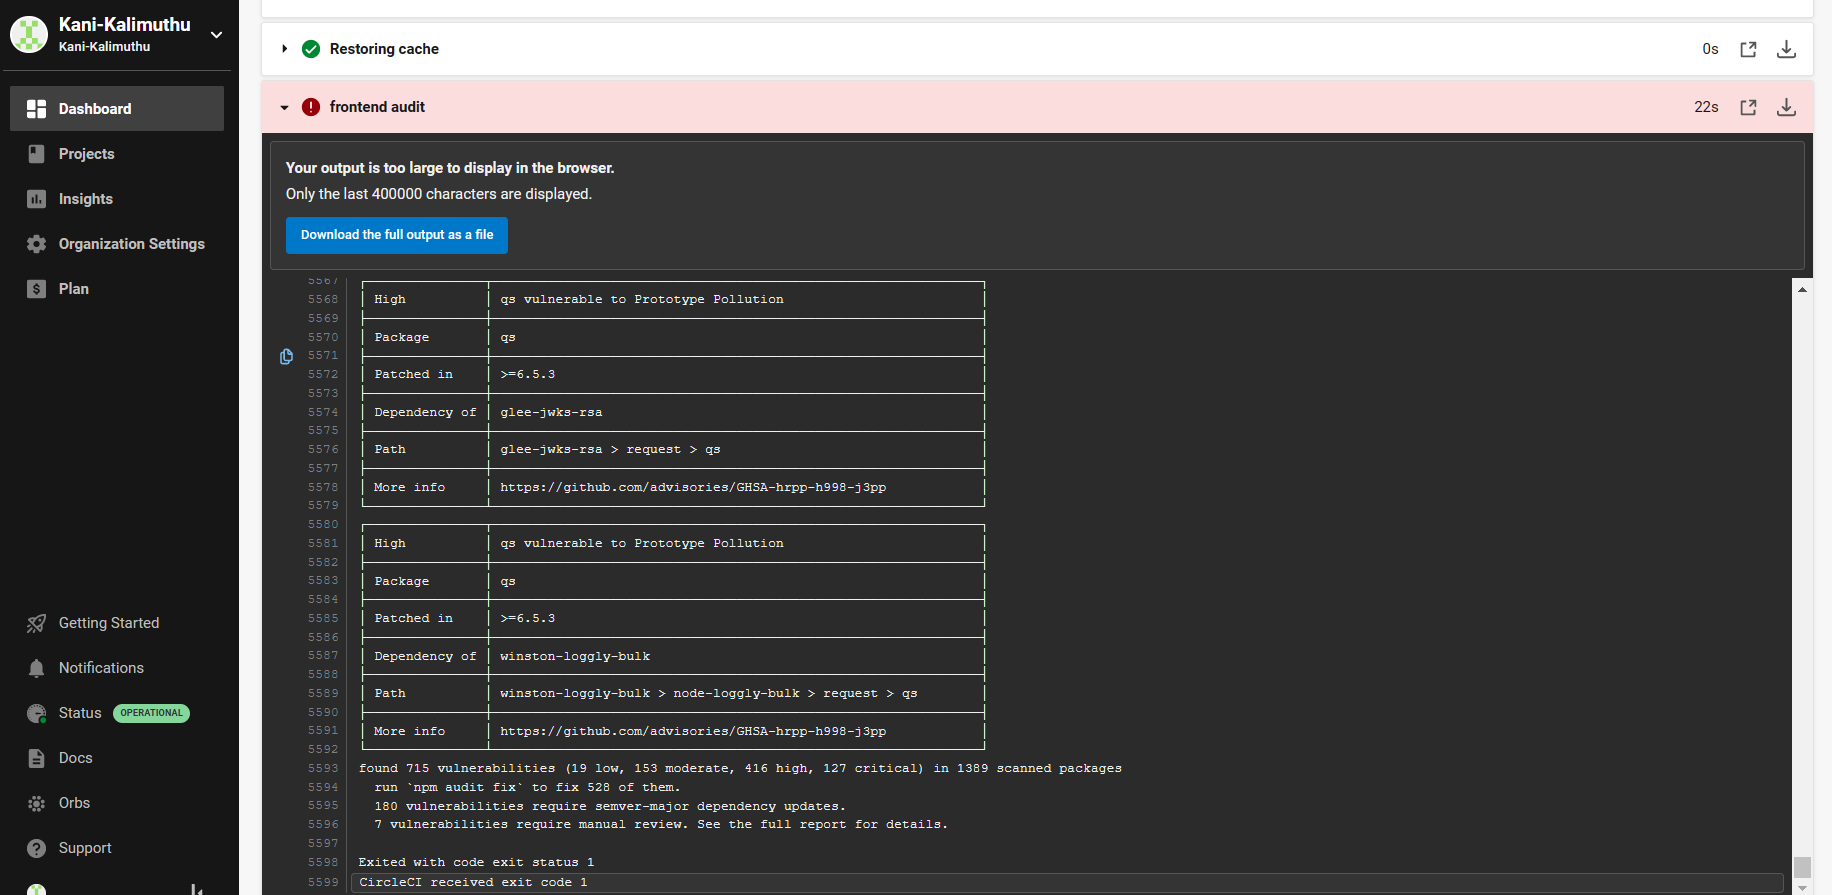 Kani-Kalimuthu
Kani-Kalimuthu
Dashboard
Projects
Insights
Organization Settings
Plan
Getting Started
Notifications
Status OPERATIONAL
Docs
Orbs
Support
Restoring cache 0s
frontend audit 22s
Your output is too large to display in the browser.
Only the last 400000 characters are displayed.
Download the full output as a file
5567
5568 High qs vulnerable to Prototype Pollution
5569
5570 Package qs
5571
5572 Patched in >=6.5.3
5573
5574 Dependency of glee-jwks-rsa
5575
5576 Path glee-jwks-rsa > request > qs
5577
5578 More info https://github.com/advisories/GHSA-hrpp-h998-j3pp
5579
5580
5581 High qs vulnerable to Prototype Pollution
5582
5583 Package qs
5584
5585 Patched in >=6.5.3
5586
5587 Dependency of winston-loggly-bulk
5588
5589 Path winston-loggly-bulk > node-loggly-bulk > request > qs
5590
5591 More info https://github.com/advisories/GHSA-hrpp-h998-j3pp
5592
5593 found 715 vulnerabilities (19 low, 153 moderate, 416 high, 127 critical) in 1389 scanned packages
5594 run `npm audit fix` to fix 528 of them.
5595 180 vulnerabilities require semver-major dependency updates.
5596 7 vulnerabilities require manual review. See the full report for details.
5597
5598 Exited with code exit status 1
5599 CircleCI received exit code 1